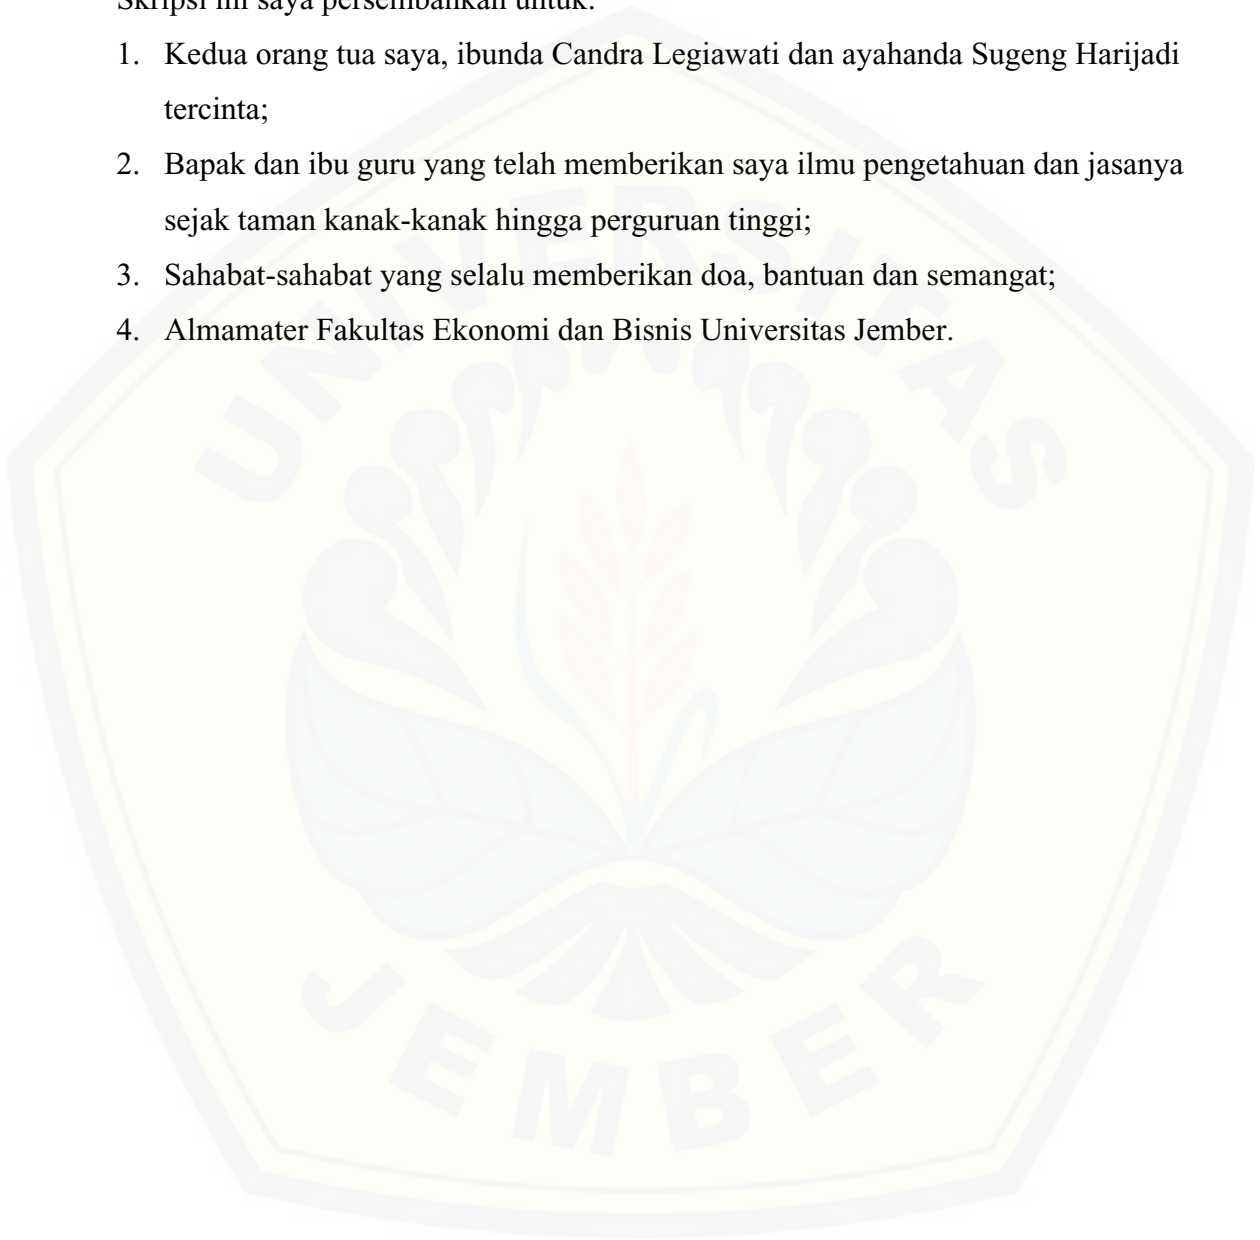 Skripsi ini saya persembahkan untuk:
1. Kedua orang tua saya, ibunda Candra Legiawati dan ayahanda Sugeng Harijadi
tercinta;
2. Bapak dan ibu guru yang telah memberikan saya ilmu pengetahuan dan jasanya
sejak taman kanak-kanak hingga perguruan tinggi;
3. Sahabat-sahabat yang selalu memberikan doa, bantuan dan semangat;
4. Almamater Fakultas Ekonomi dan Bisnis Universitas Jember.
UNIVERSITAS
JEMBER